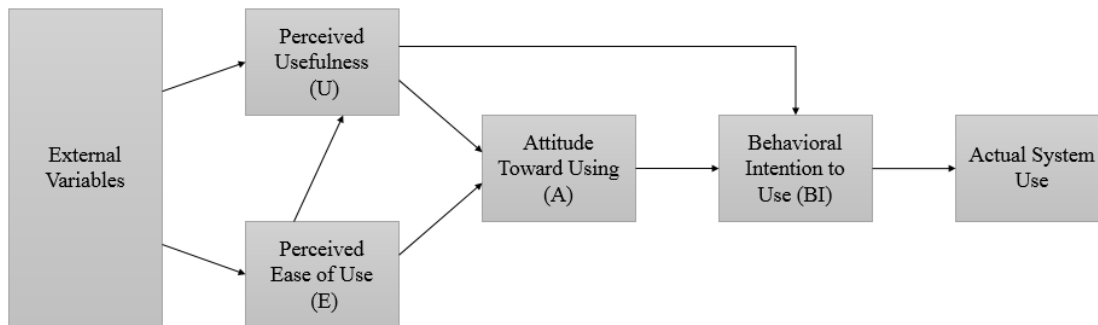 External
Variables
Perceived
Usefulness
(U)
Perceived
Ease of Use
(E)
Attitude
Toward Using
(A)
Behavioral
Intention to
Use (BI)
Actual System
Use